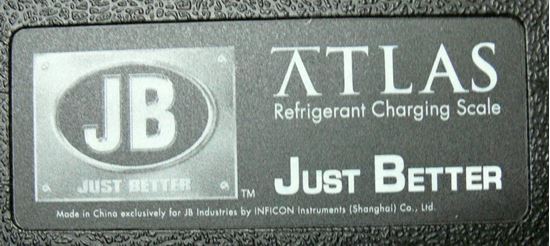 JB
JUST BETTER
TM
ATLAS
Refrigerant Charging Scale
JUST BETTER
Made in China exclusively for JB Industries by INFICON Instruments (Shanghai) Co., Ltd.